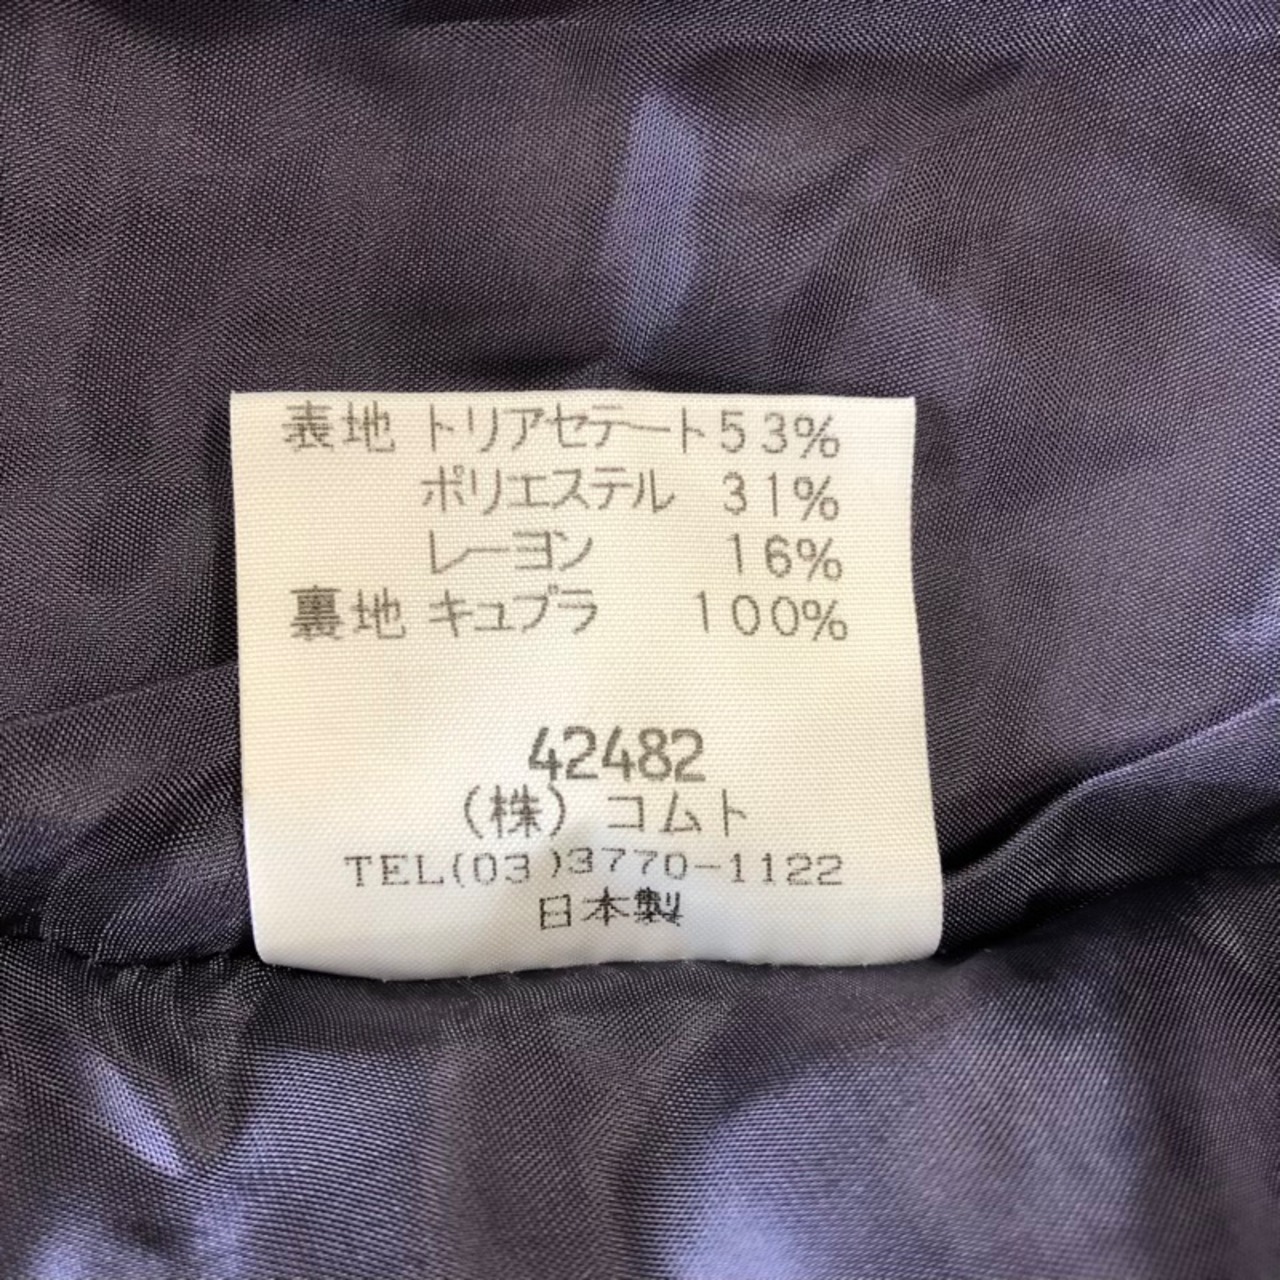 表地 トリアセテート53%
ポリエステル 31%
レーヨン 16%
裏地 キュプラ 100%
42482
(株)コムト
TEL(03)3770-1122
日本製